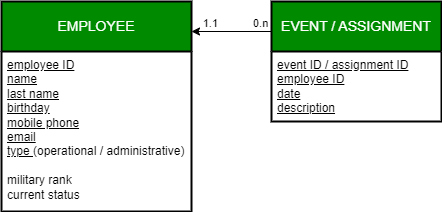 EMPLOYEE
employee ID
name
last name
birthday
mobile phone
email
type (operational / administrative)
military rank
current status
1.1
0.n
EVENT / ASSIGNMENT
event ID / assignment ID
employee ID
date
description